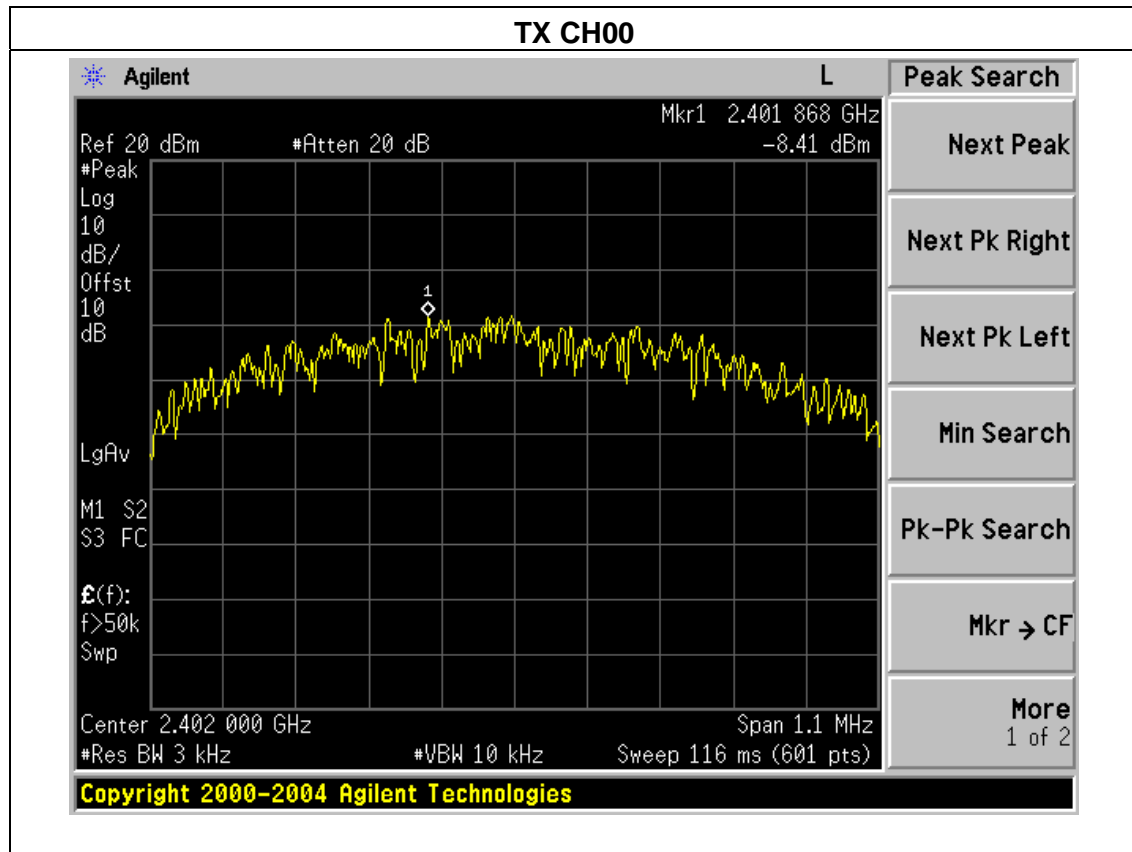 TX CH00
Agilent
L
Peak Search
Mkr1 2.401 868 GHz
Ref 20 dBm #Atten 20 dB -8.41 dBm
#Peak
Log
10
dB/
Offst
10
dB
1
LgAv
M1 S2
S3 FC
£(f):
f>50k
Swp
Center 2.402 000 GHz Span 1.1 MHz
#Res BW 3 kHz #VBW 10 kHz Sweep 116 ms (601 pts)
Copyright 2000-2004 Agilent Technologies
Next Peak
Next Pk Right
Next Pk Left
Min Search
Pk-Pk Search
Mkr → CF
More
1 of 2